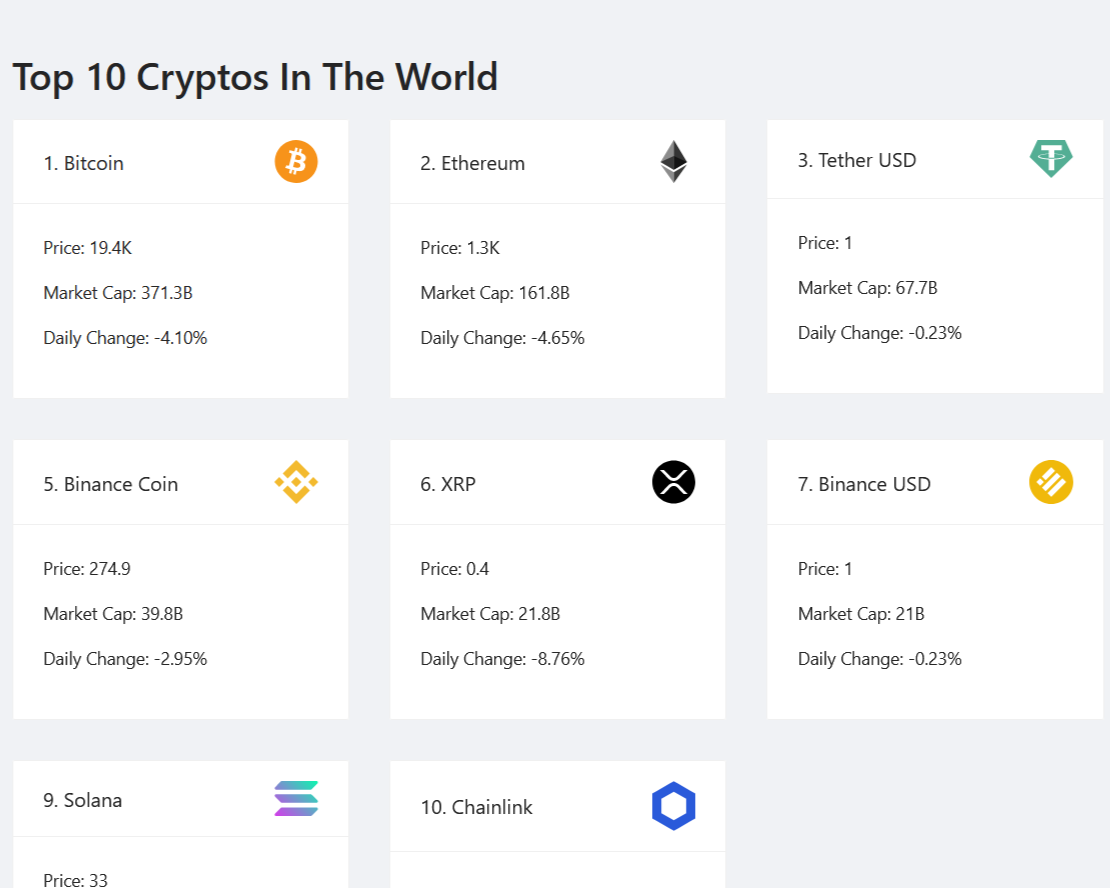 Top 10 Cryptos In The World
1. Bitcoin
Price: 19.4K
Market Cap: 371.3B
Daily Change: -4.10%
2. Ethereum
Price: 1.3K
Market Cap: 161.8B
Daily Change: -4.65%
3. Tether USD
Price: 1
Market Cap: 67.7B
Daily Change: -0.23%
5. Binance Coin
Price: 274.9
Market Cap: 39.8B
Daily Change: -2.95%
6. XRP
Price: 0.4
Market Cap: 21.8B
Daily Change: -8.76%
7. Binance USD
Price: 1
Market Cap: 21B
Daily Change: -0.23%
9. Solana
Price: 33
10. Chainlink